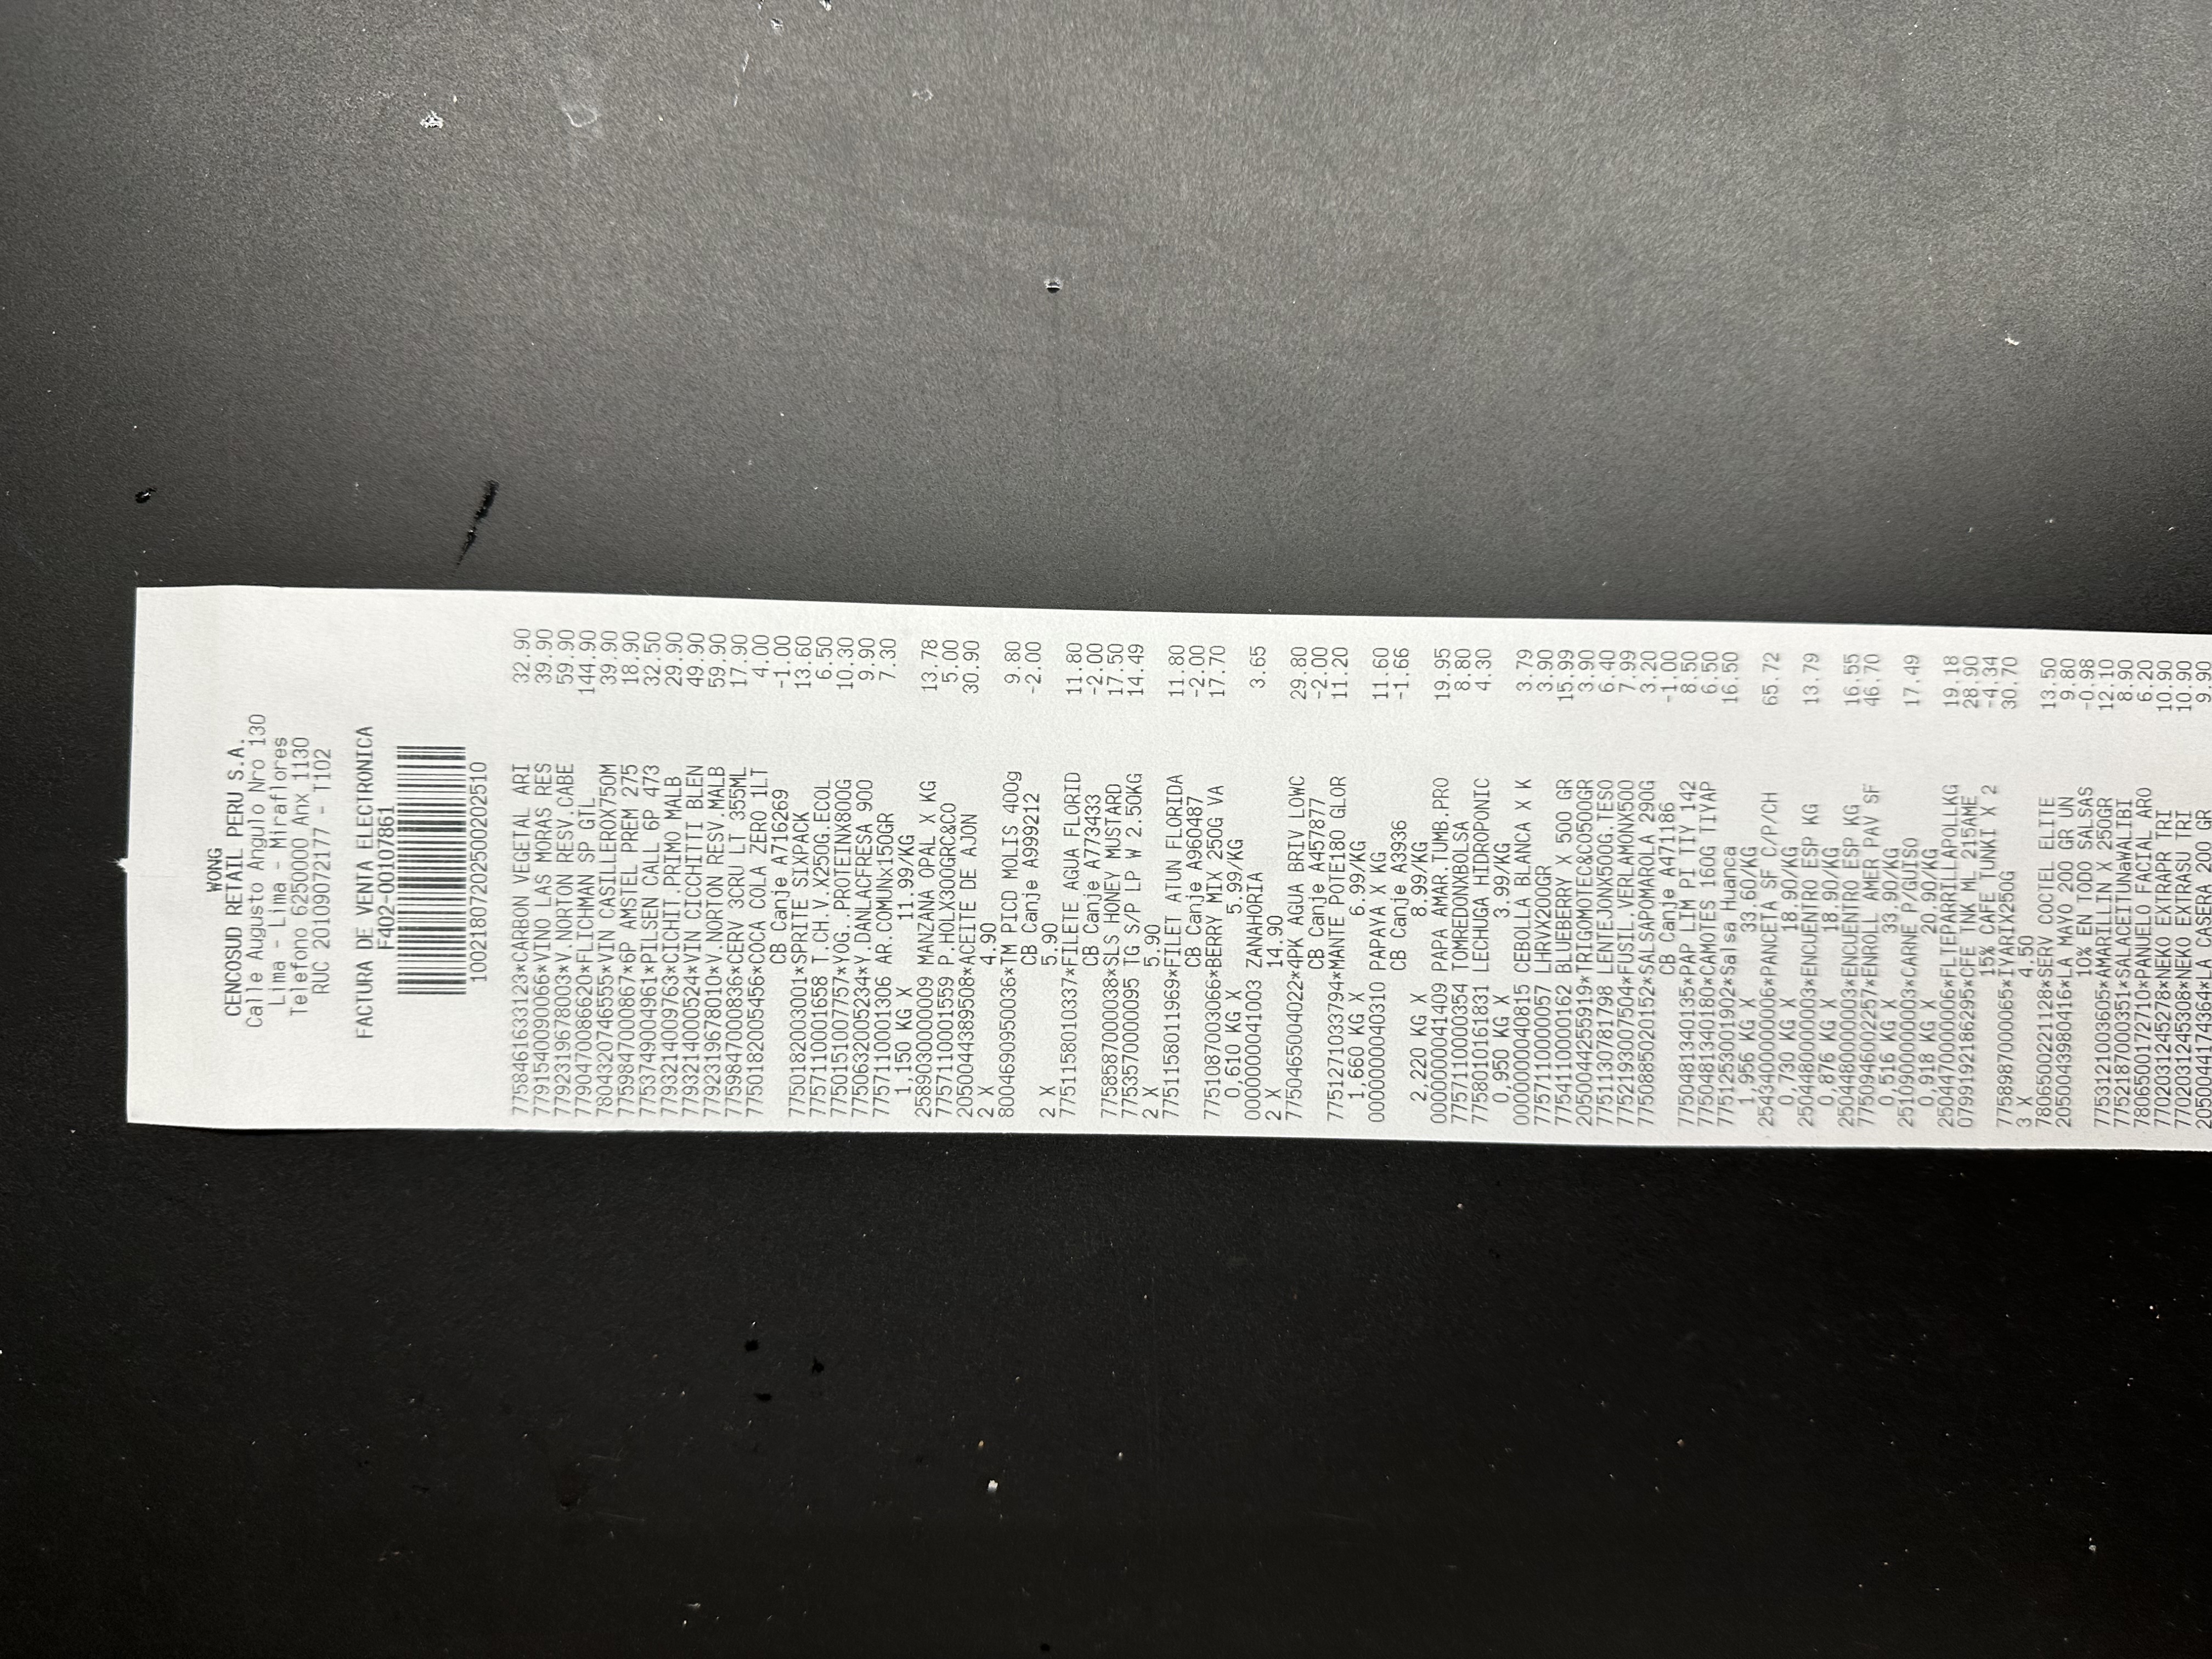 WONG
CENCOSUD RETAIL PERU S.A.
Calle Augusto Angulo Nro 130
Lima - Lima - Miraflores
Telefono 6250000 Anx 1130
RUC 20109072177 - T102
FACTURA DE VENTA ELECTRONICA
F402-00107861
10021807202500202510
7758461633123*CARBON VEGETAL ARI 32.90
7791540090066*VINO LAS MORAS RES 39.90
7792319678003*V.NORTON RESV.CABE 59.90
7790470086620*FLICHMAN SP GTL 144.90
7804320746555*VIN CASILLEROX750M 39.90
7759847000867*6P AMSTEL PREM 275 18.90
7753749004961*PILSEN CALL 6P 473 32.50
7793214009763*CICHIT.PRIMO MALB 29.90
7793214000524*VIN CICCHITTI BLEN 49.90
7792319678010*V.NORTON RESV.MALB 59.90
7759847000836*CERV 3CRU LT 355ML 17.90
7750182005456*COCA COLA ZERO 1LT 4.00
CB Canje A716269 -1.00
7750182003001*SPRITE SIXPACK 13.60
7757110001658 T.CH.V.X250G.ECOL 6.50
7750151007757*YOG..PROTEINX800G 10.30
7750632005234*Y.DANLACFRESA 900 9.90
7757110001306 AR.COMUNx150GR 7.30
1,150 KG X 11.99/KG
2589030000009 MANZANA OPAL X KG 13.78
7757110001559 P.HOLX300GRC&CO 5.00
2050044389508*ACEITE DE AJON 30.90
2 X 4.90
8004690950036*TM PICD MOLIS 400g 9.80
CB Canje A999212 -2.00
2 X 5.90
7751158010337*FILETE AGUA FLORID 11.80
CB Canje A773433 -2.00
7758587000038*SLS HONEY MUSTARD 17.50
7753570000095 TG S/P LP W 2.50KG 14.49
2 X 5.90
7751158011969*FILET ATUN FLORIDA 11.80
CB Canje A960487 -2.00
7751087003066*BERRY MIX 250G VA 17.70
0,610 KG X 5.99/KG
0000000041003 ZANAHORIA 3.65
2 X 14.90
7750465004022*4PK AGUA BRIV LOWC 29.80
CB Canje A457877 -2.00
7751271033794*MANTE POTE180 GLOR 11.20
1,660 KG X 6.99/KG
0000000040310 PAPAYA X KG 11.60
CB Canje A3936 -1.66
2,220 KG X 8.99/KG
0000000041409 PAPA AMAR.TUMB.PRO 19.95
7757110000354 TOMREDONXBOLSA 8.80
7758010161831 LECHUGA HIDROPONIC 4.30
0,950 KG X 3.99/KG
0000000040815 CEBOLLA BLANCA X K 3.79
7757110000057 LHRVX200GR 3.90
7754110000162 BLUEBERRY X 500 GR 15.99
2050044255919*TRIGOMOTEC&CO500GR 3.90
7751130781798 LENTEJONX500G.TESO 6.40
7752193007504*FUSIL.VERLAMONX500 7.99
7750885020152*SALSAPOMAROLA 290G 3.20
CB Canje A471186 -1.00
7750481340135*PAP LIM PI TIY 142 8.50
7750481340180*CAMOTES 160G TIYAP 6.50
7751253001902*Salsa Huanca 16.50
1,956 KG X 33.60/KG
2543400000006*PANCETA SF C/P/CH 65.72
0,730 KG X 18.90/KG
2504480000003*ENCUENTRO ESP KG 13.79
0,876 KG X 18.90/KG
2504480000003*ENCUENTRO ESP KG 16.55
7750946002257*ENROLL AMER PAV SF 46.70
0,516 KG X 33.90/KG
2510900000003*CARNE P/GUISO 17.49
0,918 KG X 20.90/KG
2504470000006*FLTEPARRILLAPOLLKG 19.18
0799192186295*CFE TNK ML 215AME 28.90
15% CAFE TUNKI X 2 -4.34
7758987000065*IYARIX250G 30.70
3 X 4.50
7806500221128*SERV COCTEL ELITE 13.50
2050043980416*LA MAYO 200 GR UN 9.80
10% EN TODO SALSAS -0.98
7753121003605*AMARILLIN X 250GR 12.10
7752187000351*SALACEITUNaWALIBI 8.90
7806500172710*PANUELO FACIAL ARO 6.20
7702031245278*NEKO EXTRAPR TRI 10.90
7702031245308*NEKO EXTRASU TRI 10.90
2050044174364*LA CASERA 200 GR 9.90